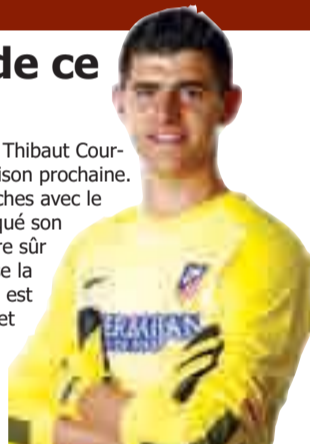 de ce
Thibaut Cour-
ison prochaine.
ches avec le
qué son
re sûr
e la
est
et